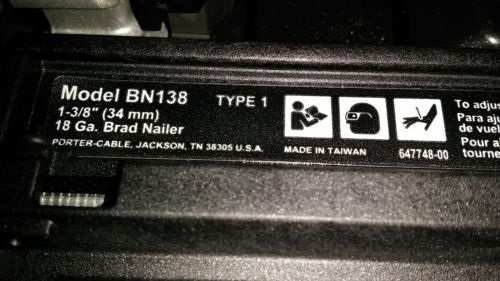 Model BN138 TYPE 1
1-3/8" (34 mm)
18 Ga. Brad Nailer
PORTER-CABLE, JACKSON, TN 38305 U.S.A. MADE IN TAIWAN 647748-00
To adjus
Para aju
de vue
Pour a
tourne